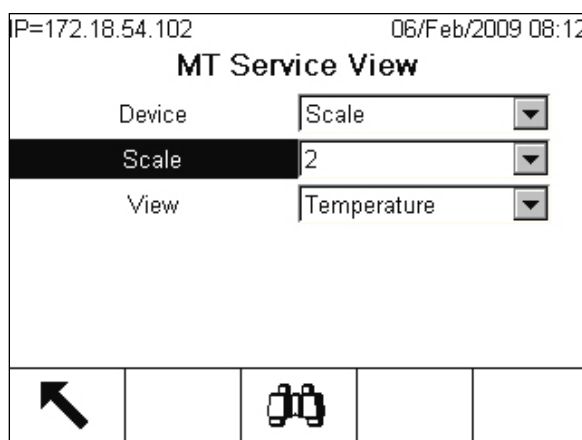 IP=172.18.54.102 06/Feb/2009 08:12
MT Service View
Device Scale
Scale 2
View Temperature